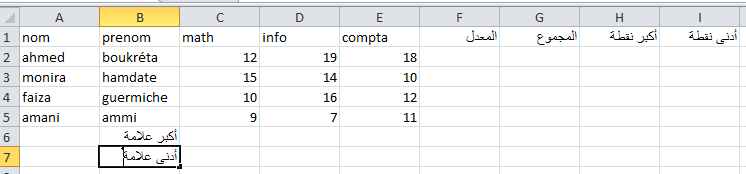 A B C D E F G H I
1 nom prenom math info compta المعدل المجموع أكبر نقطة أدنى نقطة
2 ahmed boukréta 12 19 18
3 monira hamdate 15 14 10
4 faiza guermiche 10 16 12
5 amani ammi 9 7 11
6 أكبر علامة
7 أدنى علامة